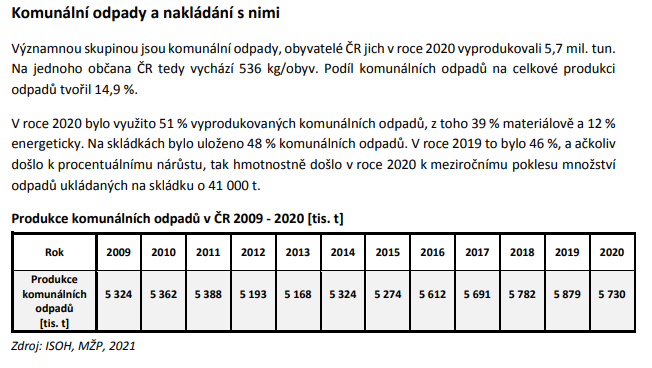 Komunální odpady a nakládání s nimi
Významnou skupinou jsou komunální odpady, obyvatelé ČR jich v roce 2020 vyprodukovali 5,7 mil. tun.
Na jednoho občana ČR tedy vychází 536 kg/obyv. Podíl komunálních odpadů na celkové produkci
odpadů tvořil 14,9 %.
V roce 2020 bylo využito 51 % vyprodukovaných komunálních odpadů, z toho 39 % materiálově a 12 %
energeticky. Na skládkách bylo uloženo 48 % komunálních odpadů. V roce 2019 to bylo 46 %, a ačkoliv
došlo k procentuálnímu nárůstu, tak hmotnostně došlo v roce 2020 k meziročnímu poklesu množství
odpadů ukládaných na skládku o 41 000 t.
Produkce komunálních odpadů v ČR 2009 - 2020 [tis. t]
Rok 2009 2010 2011 2012 2013 2014 2015 2016 2017 2018 2019 2020
Produkce
komunálních
odpadů
[tis. t]
5 324 5 362 5 388 5 193 5 168 5 324 5 274 5 612 5 691 5 782 5 879 5 730
Zdroj: ISOH, MŽP, 2021